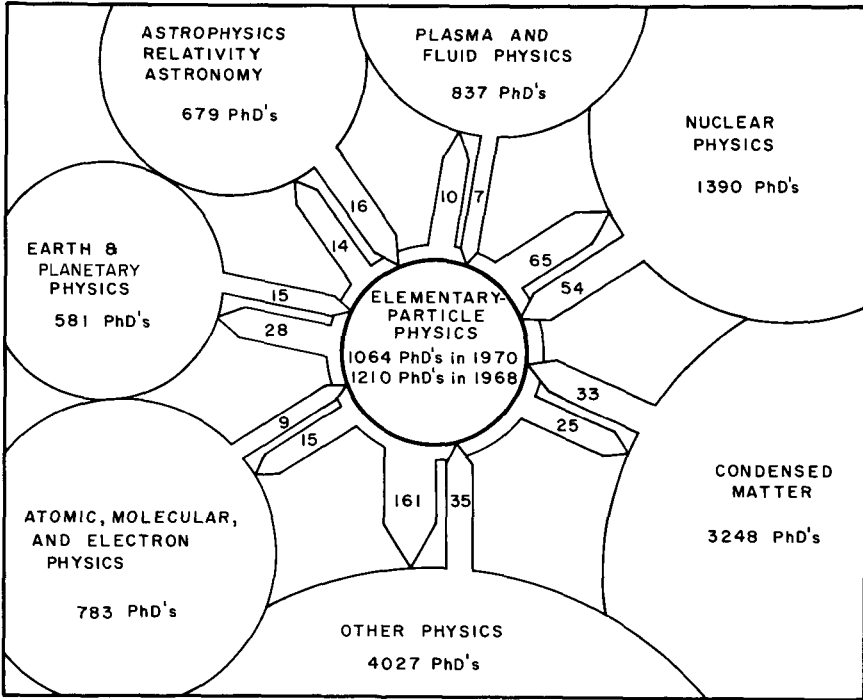 ASTROPHYSICS
RELATIVITY
ASTRONOMY
679 PhD's
PLASMA AND
FLUID PHYSICS
837 PhD's
NUCLEAR
PHYSICS
1390 PhD's
16
14
10
7
65
54
EARTH &
PLANETARY
PHYSICS
581 PhD's
15
28
ELEMENTARY-
PARTICLE
PHYSICS
1064 PhD's in 1970
1210 PhD's in 1968
33
25
9
15
161
35
CONDENSED
MATTER
3248 PhD's
ATOMIC, MOLECULAR,
AND ELECTRON
PHYSICS
783 PhD's
OTHER PHYSICS
4027 PhD's